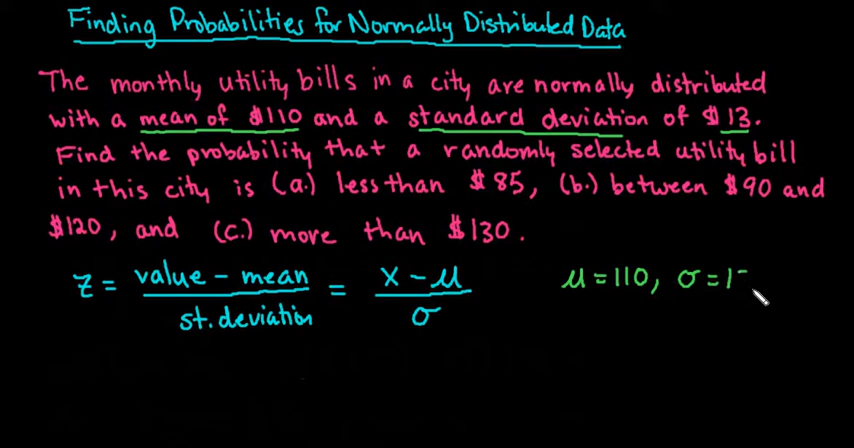 Finding Probabilities for Normally Distributed Data
The monthly utility bills in a city are normally distributed
with a mean of $110 and a standard deviation of $13.
Find the probability that a randomly selected utility bill
in this city is (a.) less than $85, (b.) between $90 and
$120, and (c.) more than $130.
z = value - mean / st. deviation = x - μ / σ
μ = 110, σ = 1